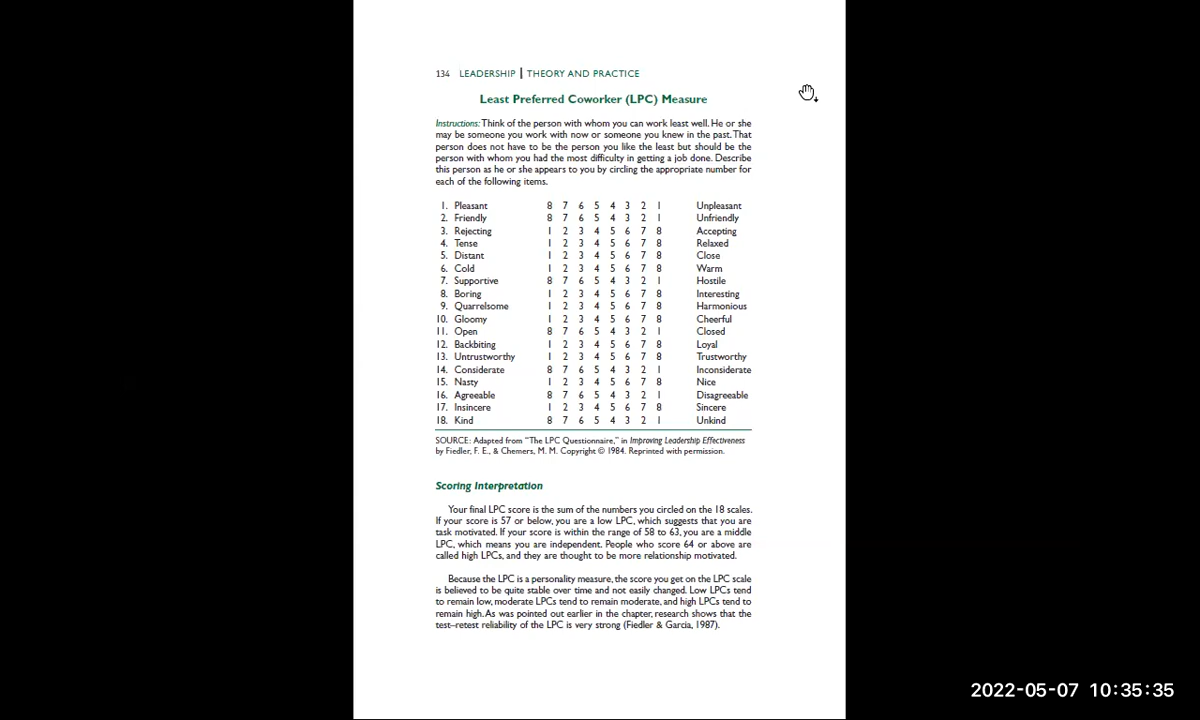 134 LEADERSHIP | THEORY AND PRACTICE
Least Preferred Coworker (LPC) Measure
Instructions: Think of the person with whom you can work least well. He or she
may be someone you work with now or someone you knew in the past. That
person does not have to be the person you like the least but should be the
person with whom you had the most difficulty in getting a job done. Describe
this person as he or she appears to you by circling the appropriate number for
each of the following items.
1. Pleasant 8 7 6 5 4 3 2 1 Unpleasant
2. Friendly 8 7 6 5 4 3 2 1 Unfriendly
3. Rejecting 1 2 3 4 5 6 7 8 Accepting
4. Tense 1 2 3 4 5 6 7 8 Relaxed
5. Distant 1 2 3 4 5 6 7 8 Close
6. Cold 1 2 3 4 5 6 7 8 Warm
7. Supportive 8 7 6 5 4 3 2 1 Hostile
8. Boring 1 2 3 4 5 6 7 8 Interesting
9. Quarrelsome 1 2 3 4 5 6 7 8 Harmonious
10. Gloomy 1 2 3 4 5 6 7 8 Cheerful
11. Open 8 7 6 5 4 3 2 1 Closed
12. Backbiting 1 2 3 4 5 6 7 8 Loyal
13. Untrustworthy 1 2 3 4 5 6 7 8 Trustworthy
14. Considerate 8 7 6 5 4 3 2 1 Inconsiderate
15. Nasty 1 2 3 4 5 6 7 8 Nice
16. Agreeable 8 7 6 5 4 3 2 1 Disagreeable
17. Insincere 1 2 3 4 5 6 7 8 Sincere
18. Kind 8 7 6 5 4 3 2 1 Unkind
SOURCE: Adapted from “The LPC Questionnaire,” in Improving Leadership Effectiveness
by Fiedler, F. E., & Chemers, M. M. Copyright © 1984. Reprinted with permission.
Scoring Interpretation
Your final LPC score is the sum of the numbers you circled on the 18 scales.
If your score is 57 or below, you are a low LPC, which suggests that you are
task motivated. If your score is within the range of 58 to 63, you are a middle
LPC, which means you are independent. People who score 64 or above are
called high LPCs, and they are thought to be more relationship motivated.
Because the LPC is a personality measure, the score you get on the LPC scale
is believed to be quite stable over time and not easily changed. Low LPCs tend
to remain low, moderate LPCs tend to remain moderate, and high LPCs tend to
remain high. As was pointed out earlier in the chapter, research shows that the
test–retest reliability of the LPC is very strong (Fiedler & Garcia, 1987).
2022-05-07 10:35:35